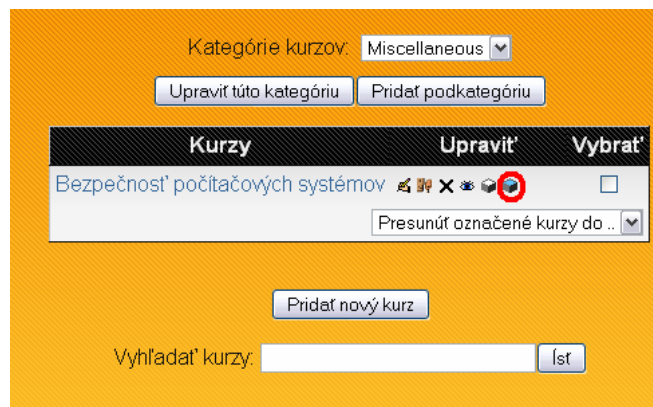 Kategórie kurzov: Miscellaneous
Upraviť túto kategóriu Pridať podkategóriu
Kurzy Upraviť Vybrať
Bezpečnosť počítačových systémov
Presunúť označené kurzy do ..
Pridať nový kurz
Vyhľadať kurzy: Ísť